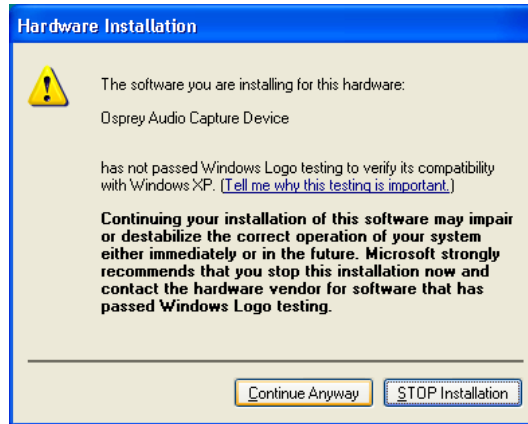 Hardware Installation
The software you are installing for this hardware:
Osprey Audio Capture Device
has not passed Windows Logo testing to verify its compatibility
with Windows XP. (Tell me why this testing is important.)
Continuing your installation of this software may impair
or destabilize the correct operation of your system
either immediately or in the future. Microsoft strongly
recommends that you stop this installation now and
contact the hardware vendor for software that has
passed Windows Logo testing.
Continue Anyway STOP Installation